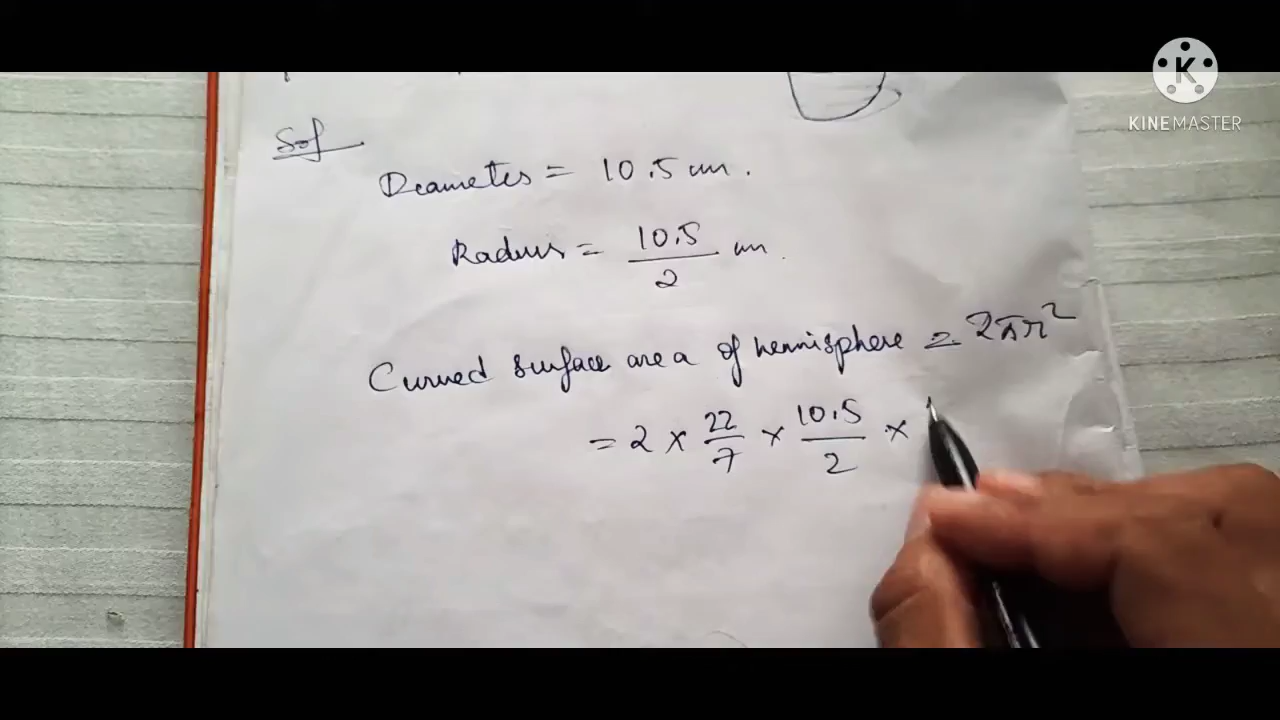 K
KINEMASTER
Sol
Diameter = 10.5 cm.
Radius = 10.5/2 cm.
Curved surface area of hemisphere = 2πr²
= 2 × 22/7 × 10.5/2 ×